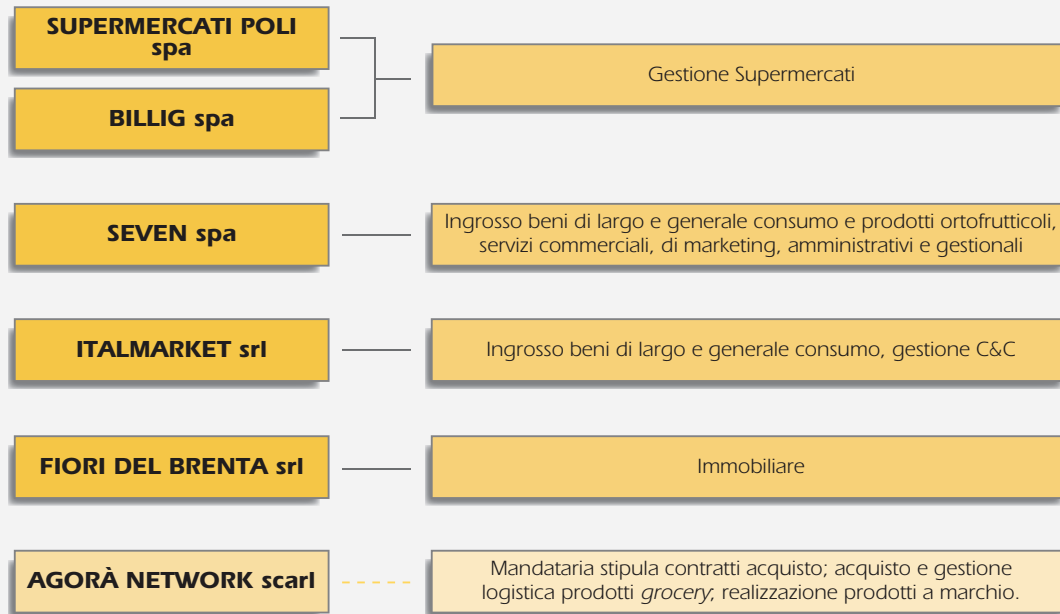 SUPERMERCATI POLI
spa
Gestione Supermercati
BILLIG spa
SEVEN spa
Ingrosso beni di largo e generale consumo e prodotti ortofrutticoli,
servizi commerciali, di marketing, amministrativi e gestionali
ITALMARKET srl
Ingrosso beni di largo e generale consumo, gestione C&C
FIORI DEL BRENTA srl
Immobiliare
AGORÀ NETWORK scarl
Mandataria stipula contratti acquisto; acquisto e gestione
logistica prodotti grocery; realizzazione prodotti a marchio.